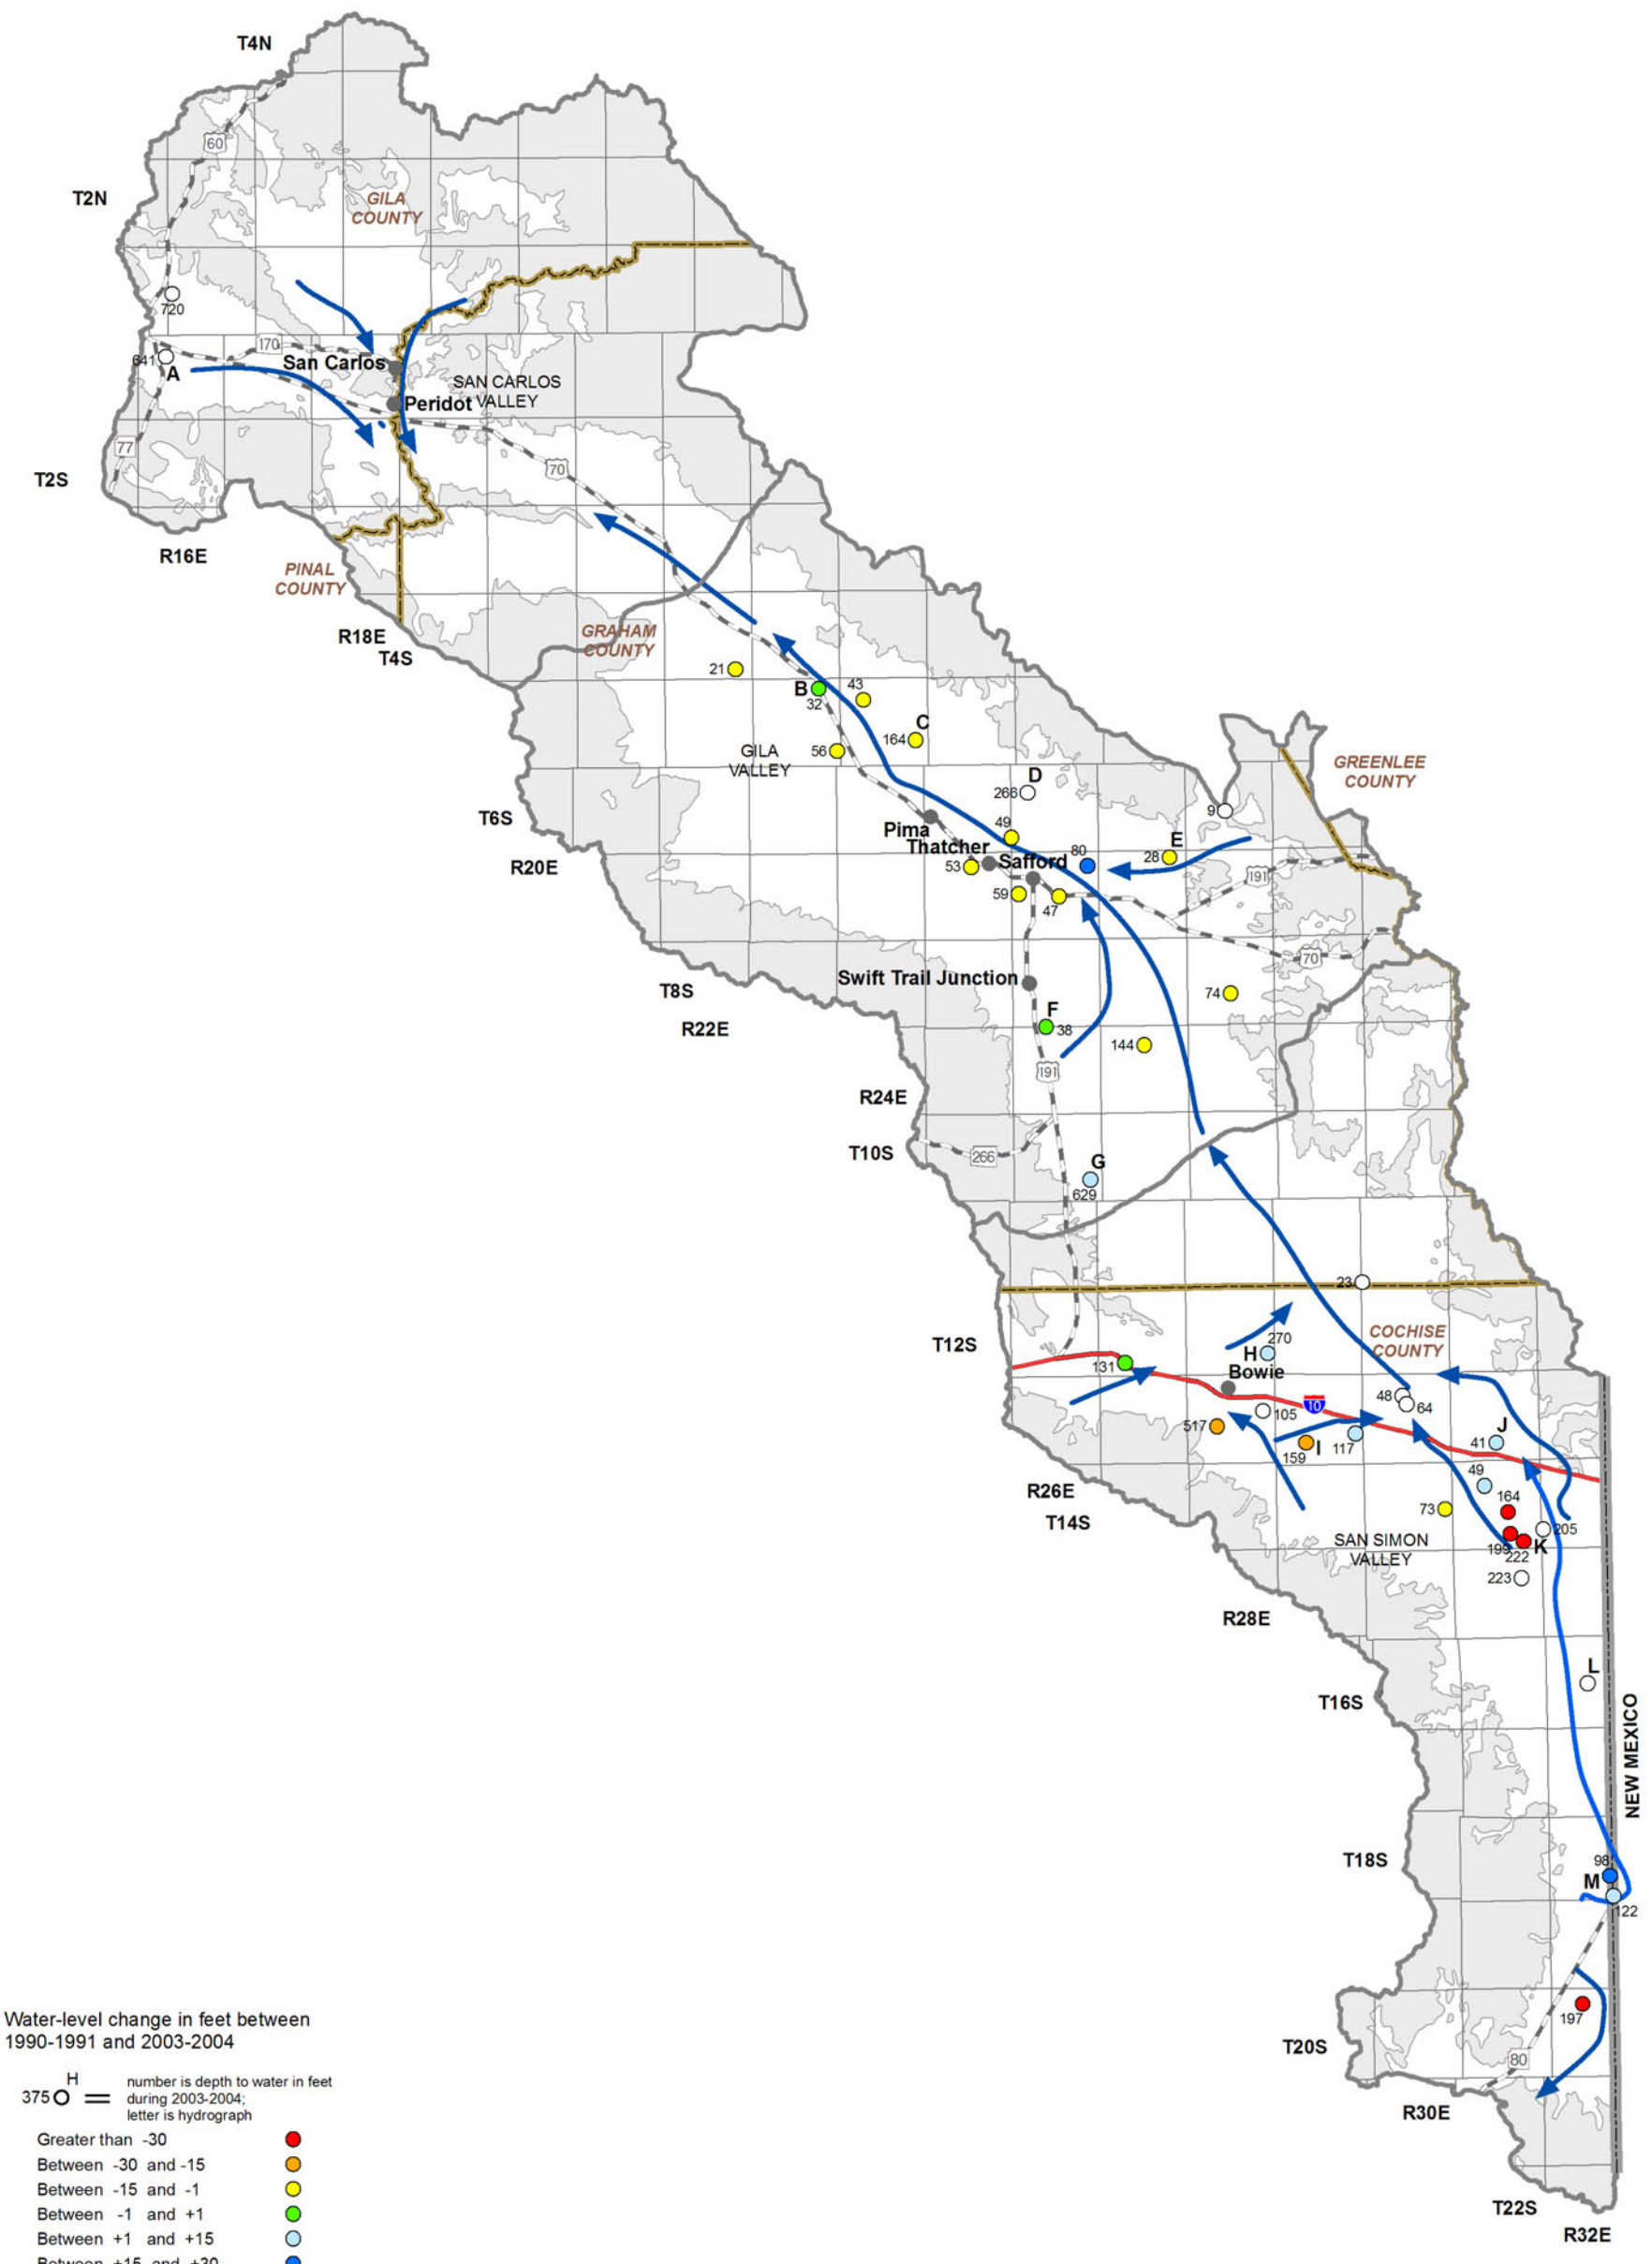 T4N
60
T2N
GILA
COUNTY
720
170
641
A
San Carlos
SAN CARLOS
VALLEY
Peridot
77
70
T2S
R16E
PINAL
COUNTY
R18E
T4S
GRAHAM
COUNTY
21
B
32
43
C
164
56
GILA
VALLEY
GREENLEE
COUNTY
D
266
9
T6S
Pima
49
Thatcher
Safford
80
E
28
53
R20E
191
59
47
70
Swift Trail Junction
T8S
74
R22E
F
38
144
191
R24E
T10S
266
G
629
23
COCHISE
COUNTY
T12S
270
H
131
Bowie
48
64
105
10
517
J
41
I
117
159
49
R26E
164
73
T14S
205
SAN SIMON
VALLEY
199
K
222
223
R28E
L
T16S
NEW MEXICO
T18S
98
M
122
197
T20S
80
R30E
T22S
R32E
Water-level change in feet between
1990-1991 and 2003-2004
H
375 = number is depth to water in feet
during 2003-2004;
letter is hydrograph
Greater than -30
Between -30 and -15
Between -15 and -1
Between -1 and +1
Between +1 and +15
Between +15 and +30